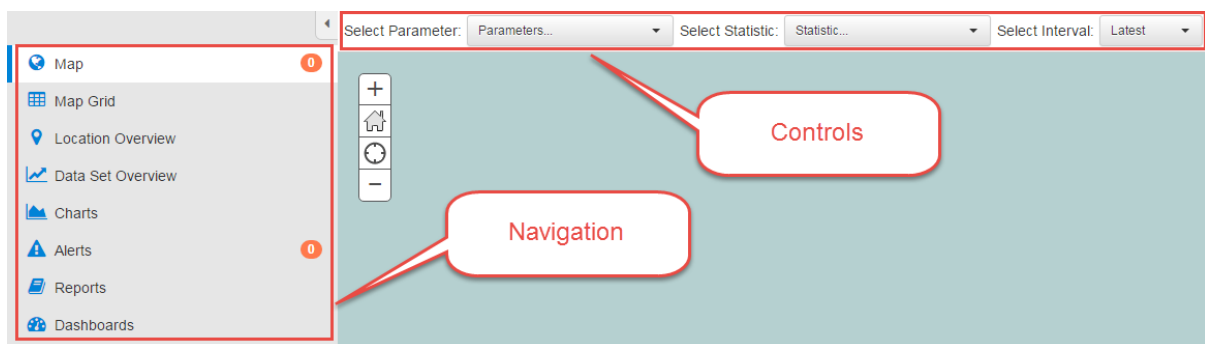 Select Parameter: Parameters... Select Statistic: Statistic... Select Interval: Latest
Map 0
Map Grid
Location Overview
Data Set Overview
Charts
Alerts 0
Reports
Dashboards
Controls
Navigation